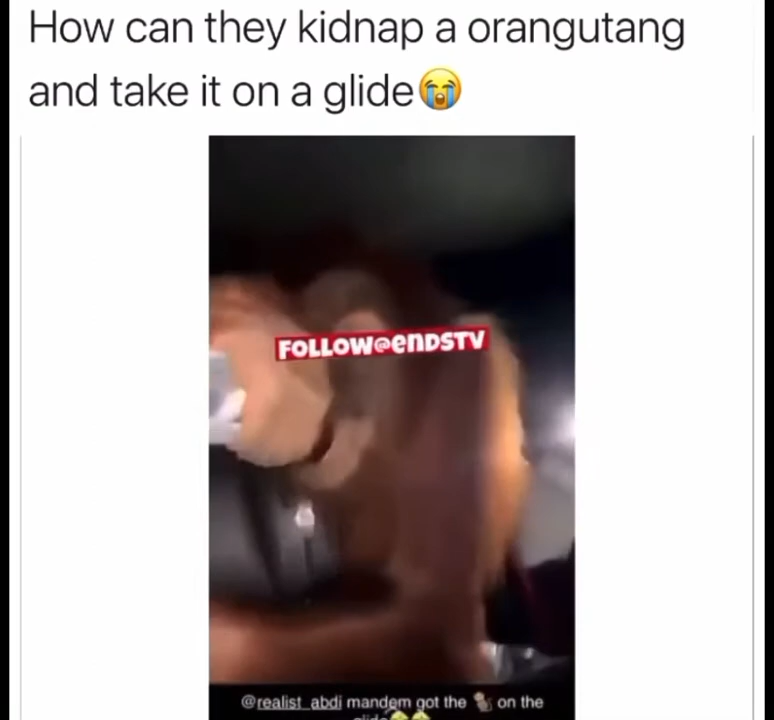 How can they kidnap a orangutang
and take it on a glide😭
FOLLOW@ENDSTV
@realist_abdi mandem got the 🐒 on the